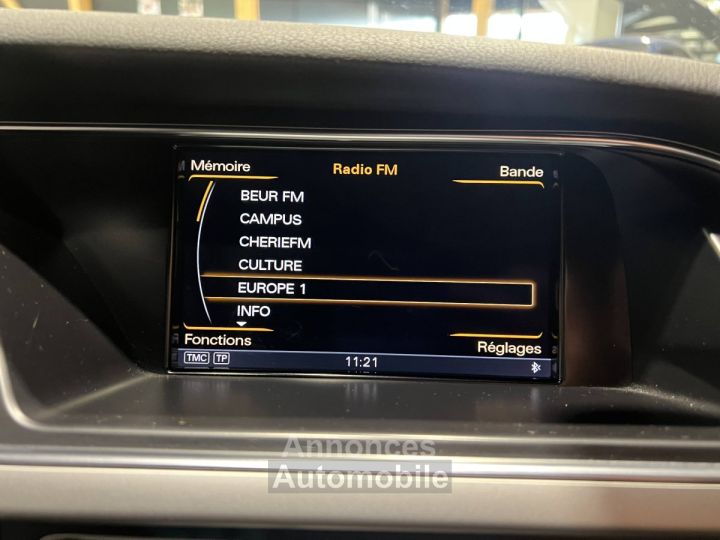 Mémoire
Radio FM
Bande
BEUR FM
CAMPUS
CHERIEFM
CULTURE
EUROPE 1
INFO
Fonctions
Réglages
TMC TP
11:21
Annonces
Automobile